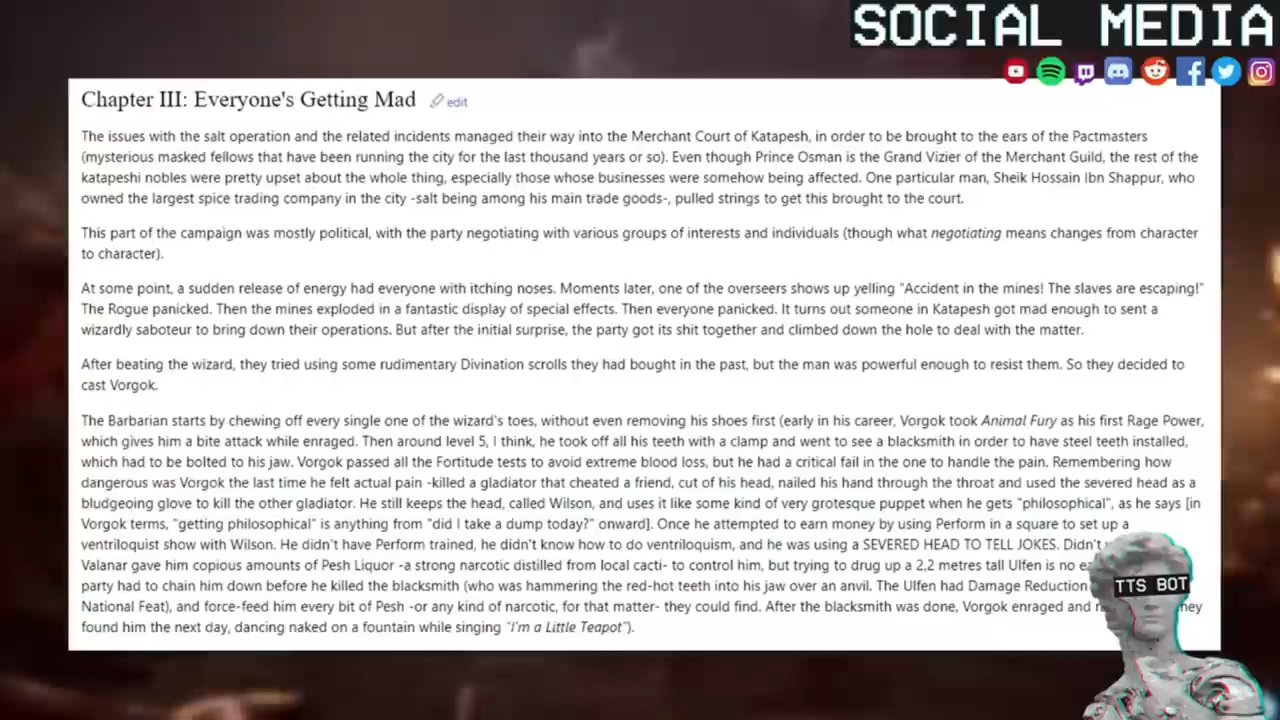 SOCIAL MEDIA
Chapter III: Everyone's Getting Mad edit
The issues with the salt operation and the related incidents managed their way into the Merchant Court of Katapesh, in order to be brought to the ears of the Pactmasters
(mysterious masked fellows that have been running the city for the last thousand years or so). Even though Prince Osman is the Grand Vizier of the Merchant Guild, the rest of the
katapeshi nobles were pretty upset about the whole thing, especially those whose businesses were somehow being affected. One particular man, Sheik Hossain Ibn Shappur, who
owned the largest spice trading company in the city -salt being among his main trade goods-, pulled strings to get this brought to the court.
This part of the campaign was mostly political, with the party negotiating with various groups of interests and individuals (though what negotiating means changes from character
to character).
At some point, a sudden release of energy had everyone with itching noses. Moments later, one of the overseers shows up yelling "Accident in the mines! The slaves are escaping!"
The Rogue panicked. Then the mines exploded in a fantastic display of special effects. Then everyone panicked. It turns out someone in Katapesh got mad enough to sent a
wizardly saboteur to bring down their operations. But after the initial surprise, the party got its shit together and climbed down the hole to deal with the matter.
After beating the wizard, they tried using some rudimentary Divination scrolls they had bought in the past, but the man was powerful enough to resist them. So they decided to
cast Vorgok.
The Barbarian starts by chewing off every single one of the wizard's toes, without even removing his shoes first (early in his career, Vorgok took Animal Fury as his first Rage Power,
which gives him a bite attack while enraged. Then around level 5, I think, he took off all his teeth with a clamp and went to see a blacksmith in order to have steel teeth installed,
which had to be bolted to his jaw. Vorgok passed all the Fortitude tests to avoid extreme blood loss, but he had a critical fail in the one to handle the pain. Remembering how
dangerous was Vorgok the last time he felt actual pain -killed a gladiator that cheated a friend, cut of his head, nailed his hand through the throat and used the severed head as a
bludgeoing glove to kill the other gladiator. He still keeps the head, called Wilson, and uses it like some kind of very grotesque puppet when he gets "philosophical", as he says [in
Vorgok terms, "getting philosophical" is anything from "did I take a dump today?" onward]. Once he attempted to earn money by using Perform in a square to set up a
ventriloquist show with Wilson. He didn't have Perform trained, he didn't know how to do ventriloquism, and he was using a SEVERED HEAD TO TELL JOKES. Didn't
Valanar gave him copious amounts of Pesh Liquor -a strong narcotic distilled from local cacti- to control him, but trying to drug up a 2,2 metres tall Ulfen is no
party had to chain him down before he killed the blacksmith (who was hammering the red-hot teeth into his jaw over an anvil. The Ulfen had Damage Reduction
National Feat), and force-feed him every bit of Pesh -or any kind of narcotic, for that matter- they could find. After the blacksmith was done, Vorgok enraged and
found him the next day, dancing naked on a fountain while singing "I'm a Little Teapot").
TTS BOT